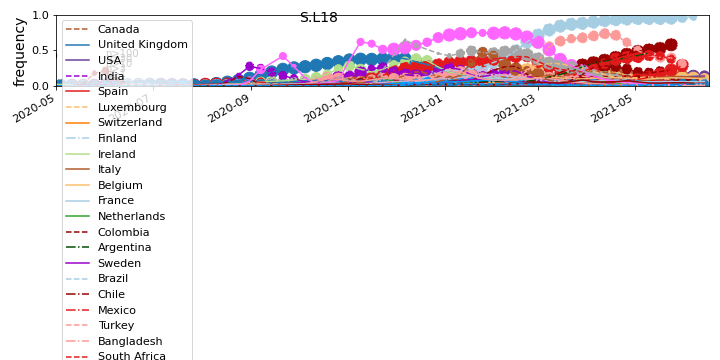 S.L18
frequency
1.0
0.5
0.0
2020-05
2020-09
2020-11
2021-01
2021-03
2021-05
Canada
United Kingdom
USA
India
Spain
Luxembourg
Switzerland
Finland
Ireland
Italy
Belgium
France
Netherlands
Colombia
Argentina
Sweden
Brazil
Chile
Mexico
Turkey
Bangladesh
South Africa